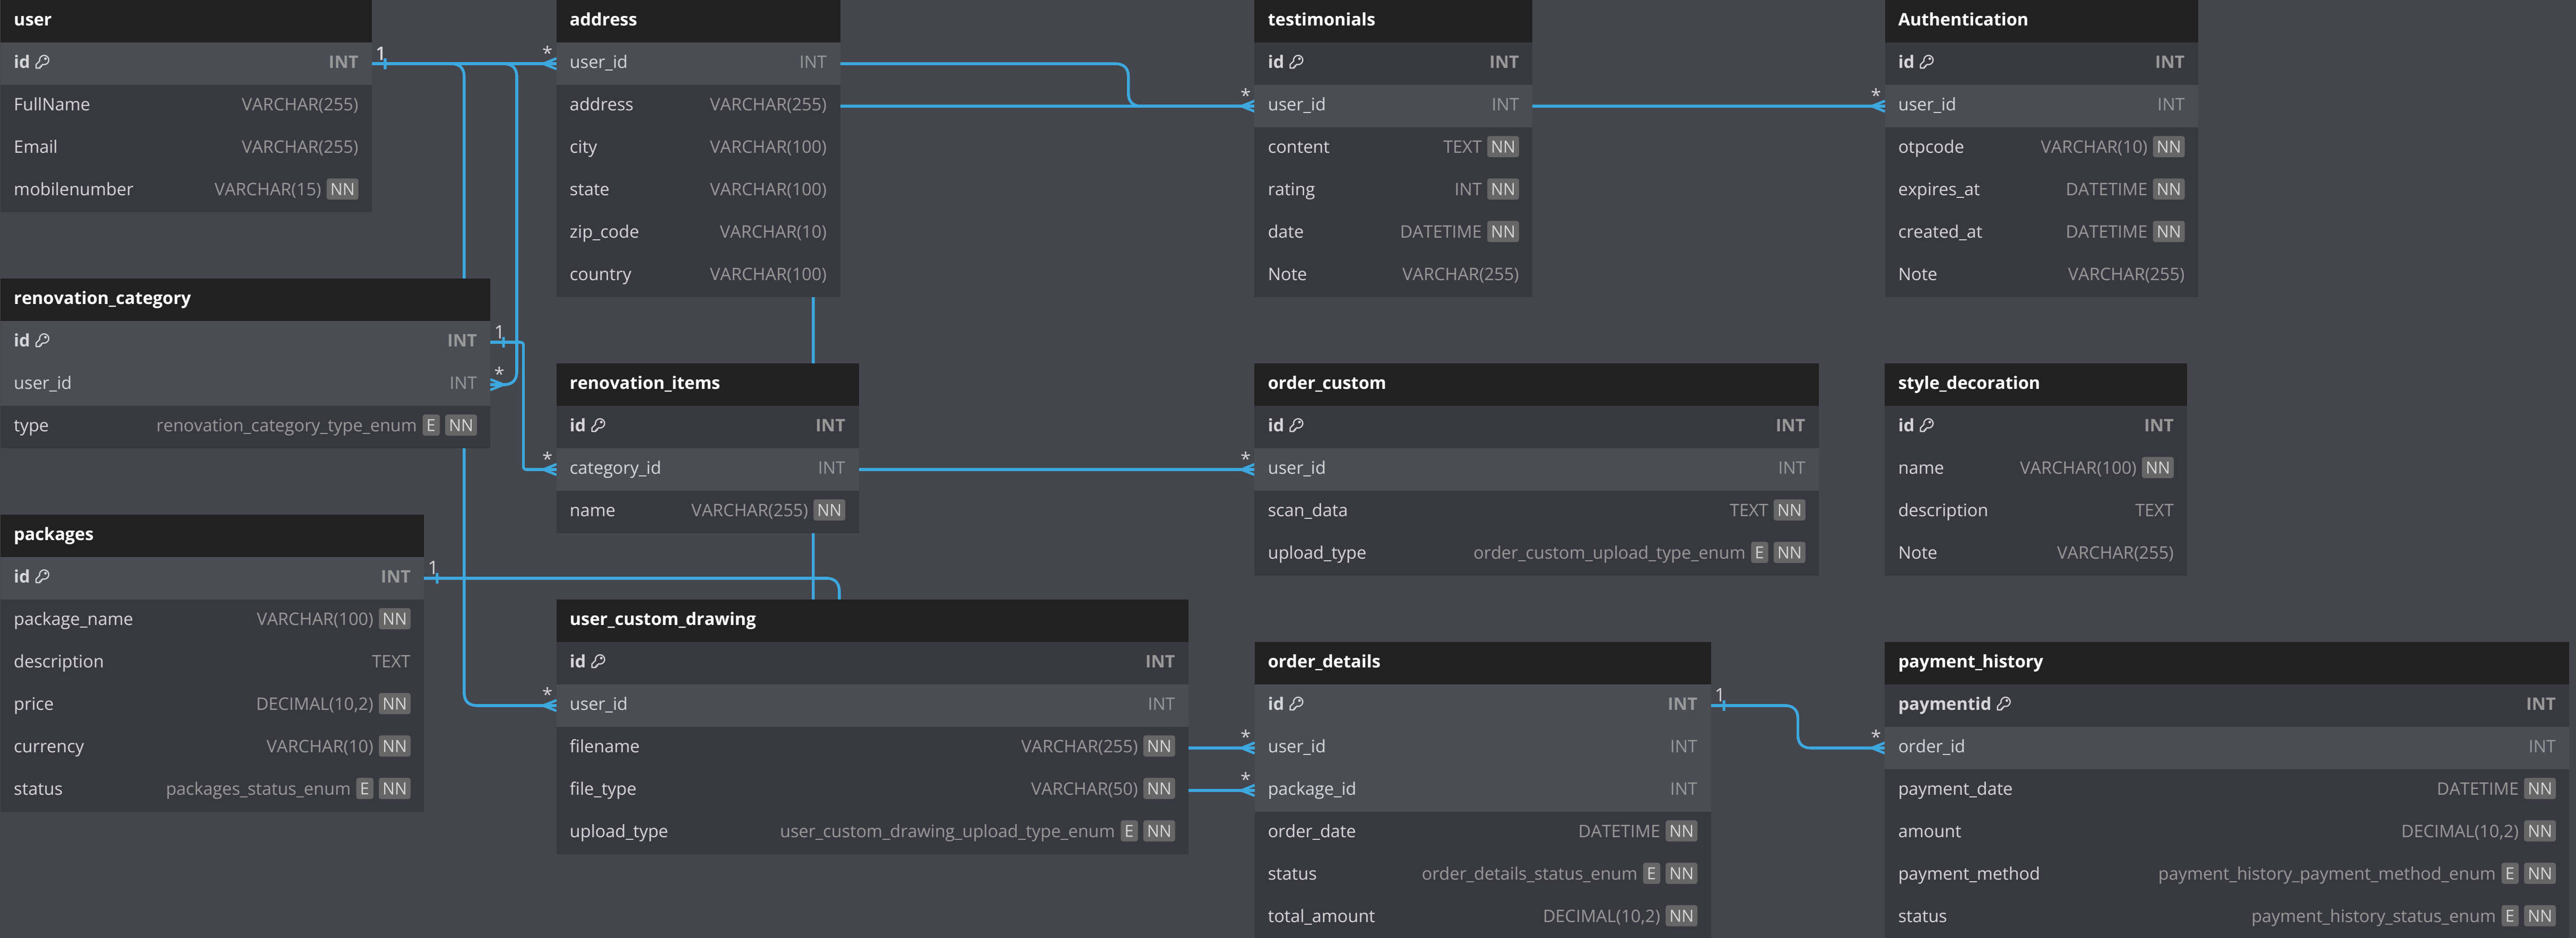 user
id INT
FullName VARCHAR(255)
Email VARCHAR(255)
mobilenumber VARCHAR(15) NN
1
*
address
user_id INT
address VARCHAR(255)
city VARCHAR(100)
state VARCHAR(100)
zip_code VARCHAR(10)
country VARCHAR(100)
*
testimonials
id INT
user_id INT
content TEXT NN
rating INT NN
date DATETIME NN
Note VARCHAR(255)
*
Authentication
id INT
user_id INT
otpcode VARCHAR(10) NN
expires_at DATETIME NN
created_at DATETIME NN
Note VARCHAR(255)
renovation_category
id INT
user_id INT
type renovation_category_type_enum E NN
1
*
*
renovation_items
id INT
category_id INT
name VARCHAR(255) NN
*
order_custom
id INT
user_id INT
scan_data TEXT NN
upload_type order_custom_upload_type_enum E NN
style_decoration
id INT
name VARCHAR(100) NN
description TEXT
Note VARCHAR(255)
packages
id INT
package_name VARCHAR(100) NN
description TEXT
price DECIMAL(10,2) NN
currency VARCHAR(10) NN
status packages_status_enum E NN
1
*
user_custom_drawing
id INT
user_id INT
filename VARCHAR(255) NN
file_type VARCHAR(50) NN
upload_type user_custom_drawing_upload_type_enum E NN
*
*
order_details
id INT
user_id INT
package_id INT
order_date DATETIME NN
status order_details_status_enum E NN
total_amount DECIMAL(10,2) NN
1
*
payment_history
paymentid INT
order_id INT
payment_date DATETIME NN
amount DECIMAL(10,2) NN
payment_method payment_history_payment_method_enum E NN
status payment_history_status_enum E NN